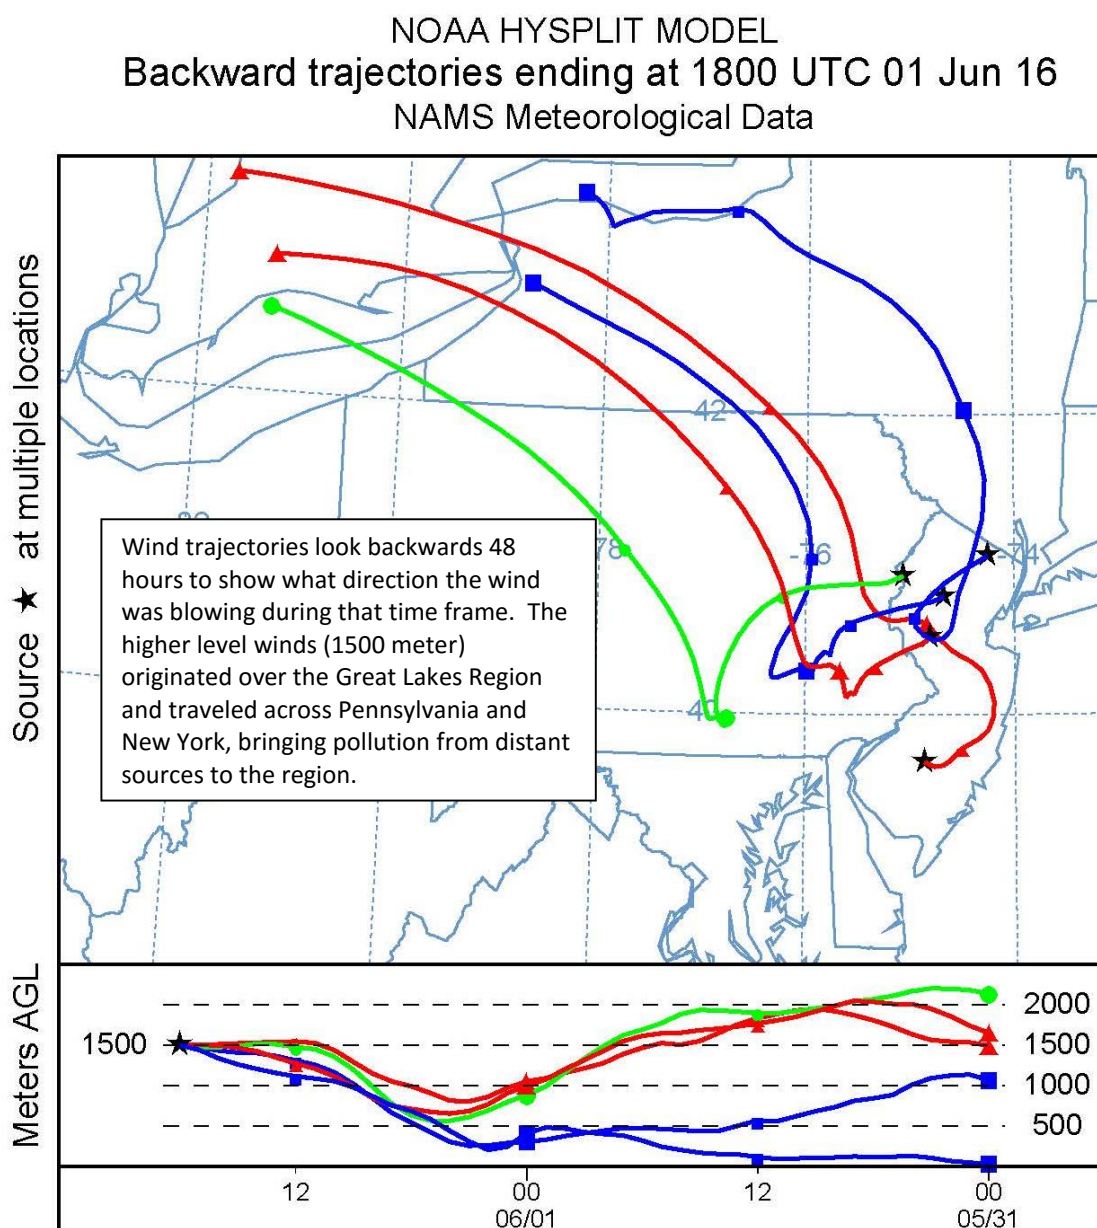 NOAA HYSPLIT MODEL
Backward trajectories ending at 1800 UTC 01 Jun 16
NAMS Meteorological Data
Source ★ at multiple locations
42
-76
-74
Wind trajectories look backwards 48
hours to show what direction the wind
was blowing during that time frame. The
higher level winds (1500 meter)
originated over the Great Lakes Region
and traveled across Pennsylvania and
New York, bringing pollution from distant
sources to the region.
Meters AGL
1500
2000
1500
1000
500
12
00
12
00
06/01
05/31